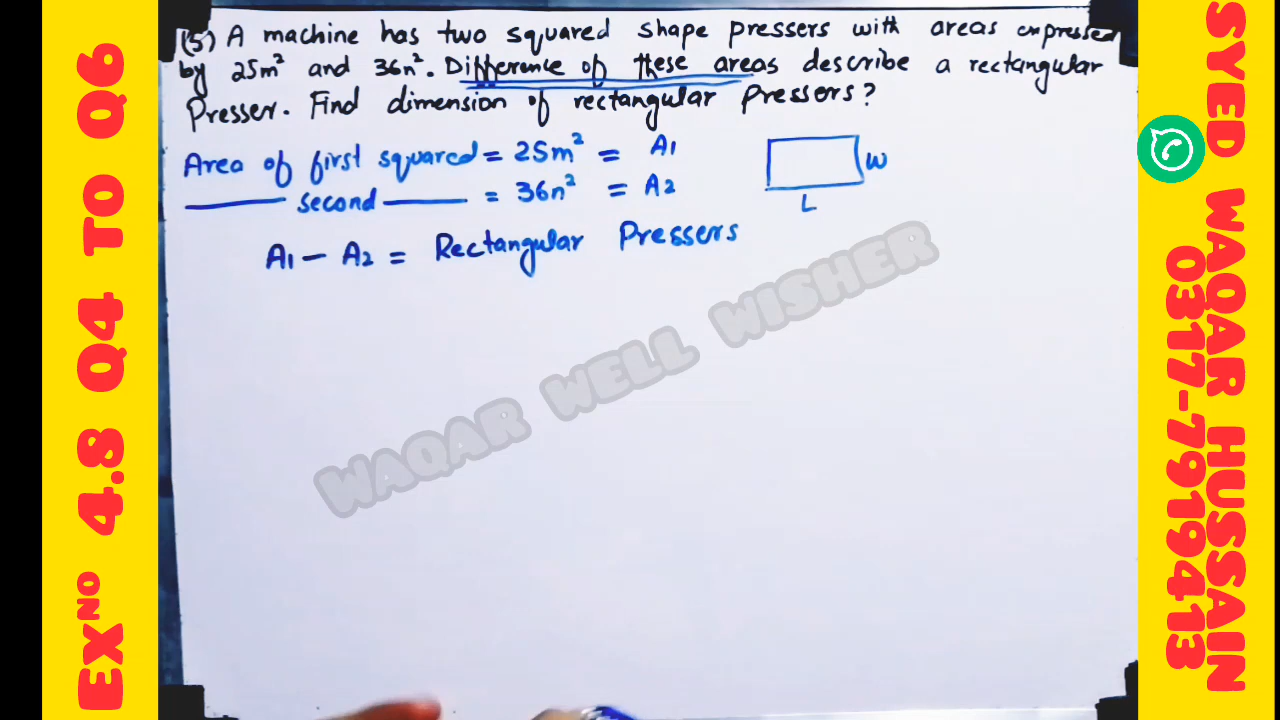 (5) A machine has two squared shape pressers with areas expressed
by 25m² and 36n². Difference of these areas describe a rectangular
Presser. Find dimension of rectangular Pressers?
Area of first squared = 25m² = A1
second = 36n² = A2
W
L
A1 – A2 = Rectangular Pressers
WAQAR WELL WISHER
EXᴺᴼ 4.8 Q4 TO Q6
SYED WAQAR HUSSAIN
0317-7919413